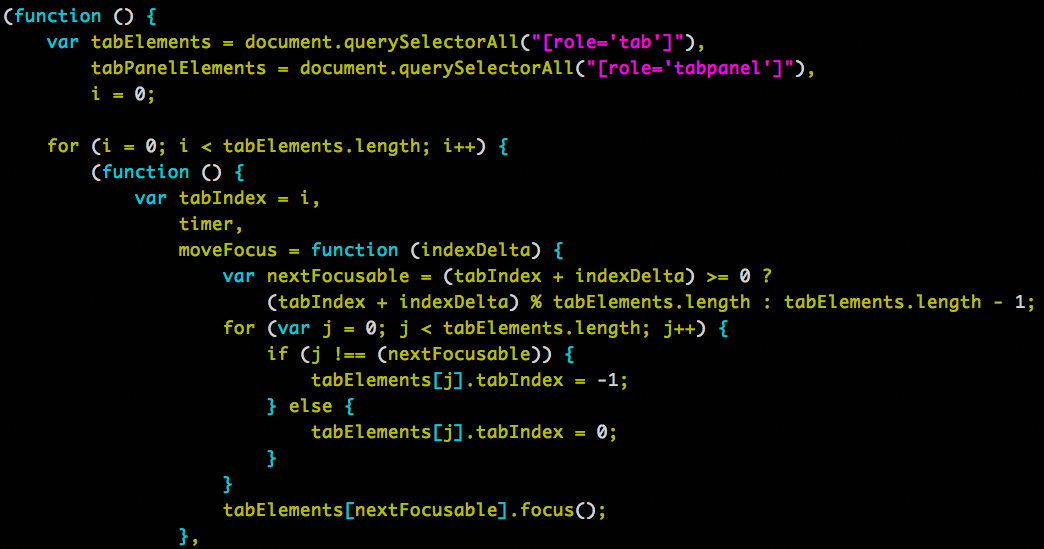 (function () {
    var tabElements = document.querySelectorAll("[role='tab']"),
        tabPanelElements = document.querySelectorAll("[role='tabpanel']"),
        i = 0;

    for (i = 0; i < tabElements.length; i++) {
        (function () {
            var tabIndex = i,
                timer,
                moveFocus = function (indexDelta) {
                    var nextFocusable = (tabIndex + indexDelta) >= 0 ?
                        (tabIndex + indexDelta) % tabElements.length : tabElements.length - 1;
                    for (var j = 0; j < tabElements.length; j++) {
                        if (j !== (nextFocusable)) {
                            tabElements[j].tabIndex = -1;
                        } else {
                            tabElements[j].tabIndex = 0;
                        }
                    }
                    tabElements[nextFocusable].focus();
                },